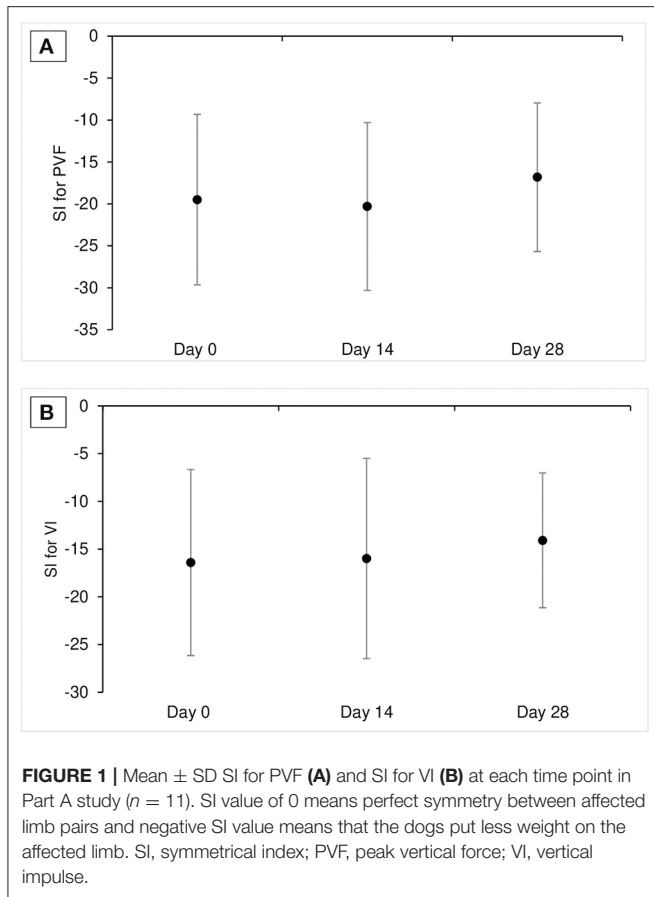 A
0
-5
-10
-15
-20
-25
-30
-35
SI for PVF
Day 0 Day 14 Day 28
B
0
-5
-10
-15
-20
-25
-30
SI for VI
Day 0 Day 14 Day 28
FIGURE 1 | Mean ± SD SI for PVF (A) and SI for VI (B) at each time point in
Part A study (n = 11). SI value of 0 means perfect symmetry between affected
limb pairs and negative SI value means that the dogs put less weight on the
affected limb. SI, symmetrical index; PVF, peak vertical force; VI, vertical
impulse.